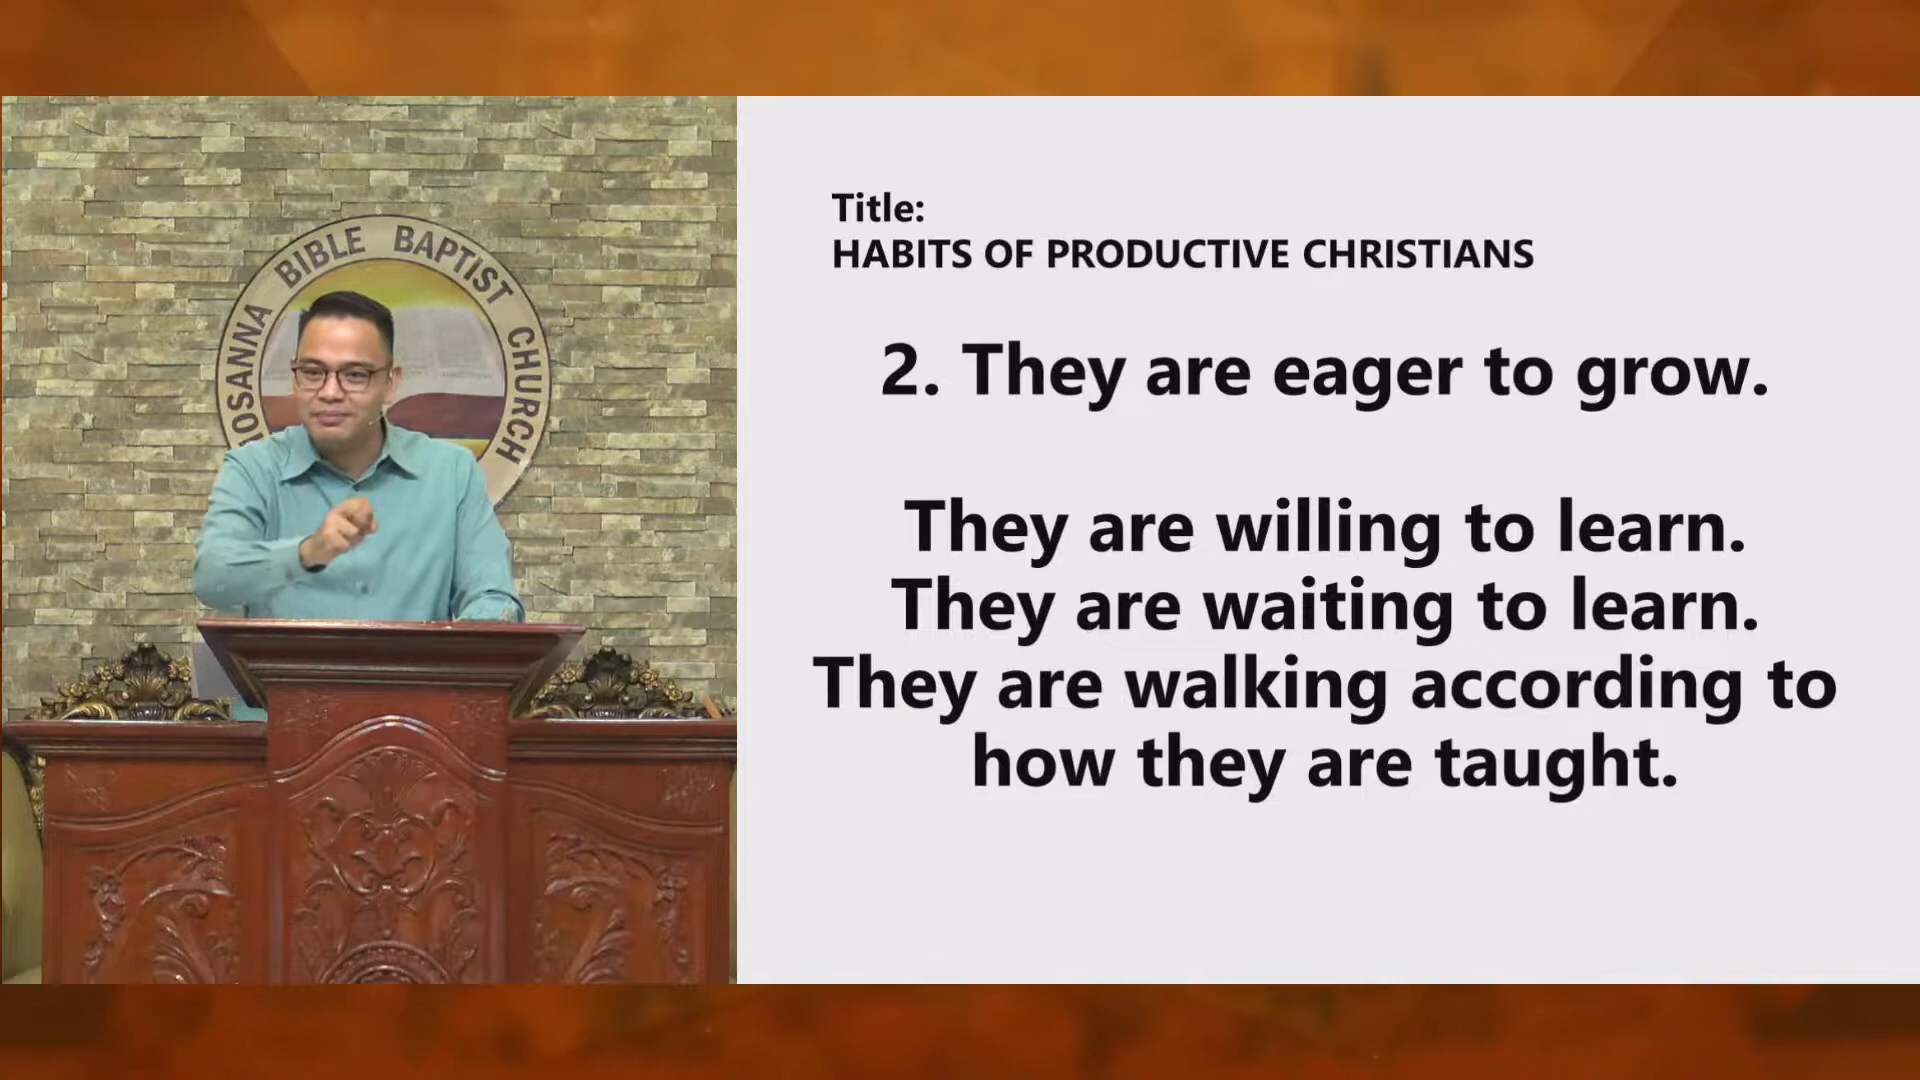 HOSANNA BIBLE BAPTIST CHURCH
Title:
HABITS OF PRODUCTIVE CHRISTIANS
2. They are eager to grow.
They are willing to learn.
They are waiting to learn.
They are walking according to
how they are taught.